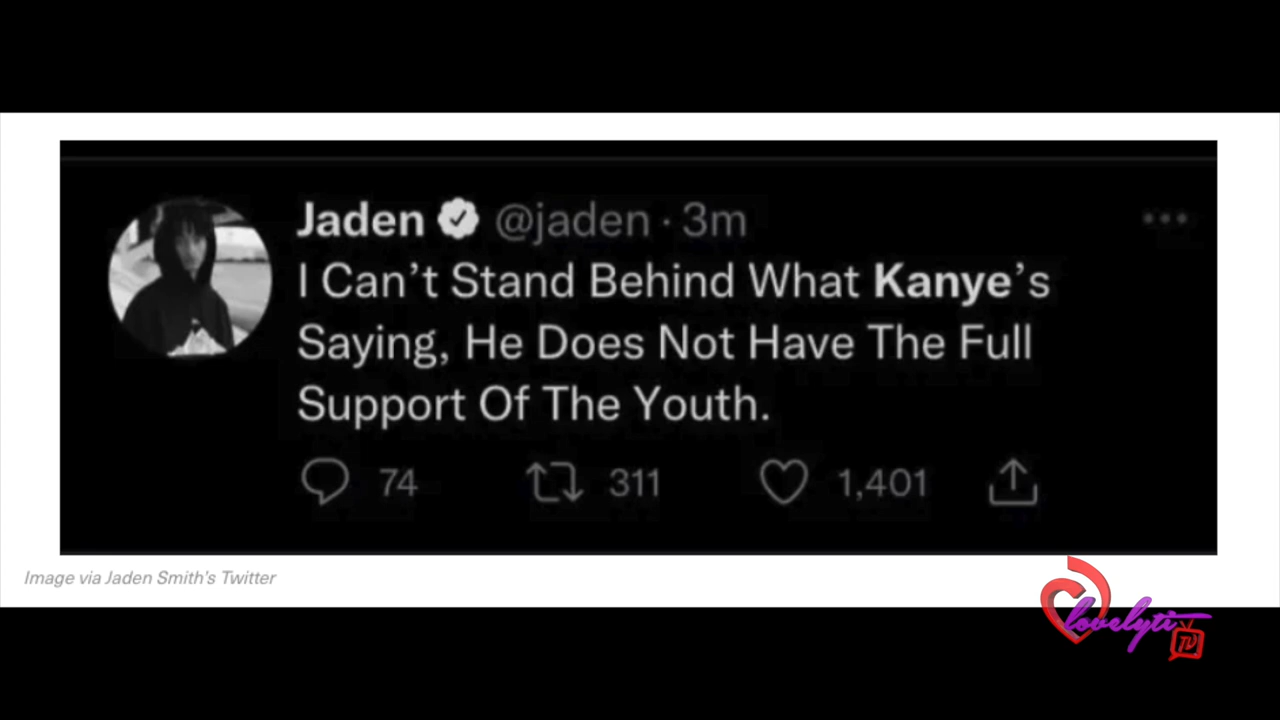 Jaden @jaden · 3m
I Can’t Stand Behind What Kanye’s
Saying, He Does Not Have The Full
Support Of The Youth.
74 311 1,401
Image via Jaden Smith's Twitter
lovelyti
TV